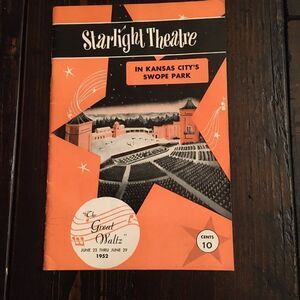 Starlight Theatre
IN KANSAS CITY'S
SWOPE PARK
"The
Great
Waltz"
JUNE 23 THRU JUNE 29
1952
CENTS
10